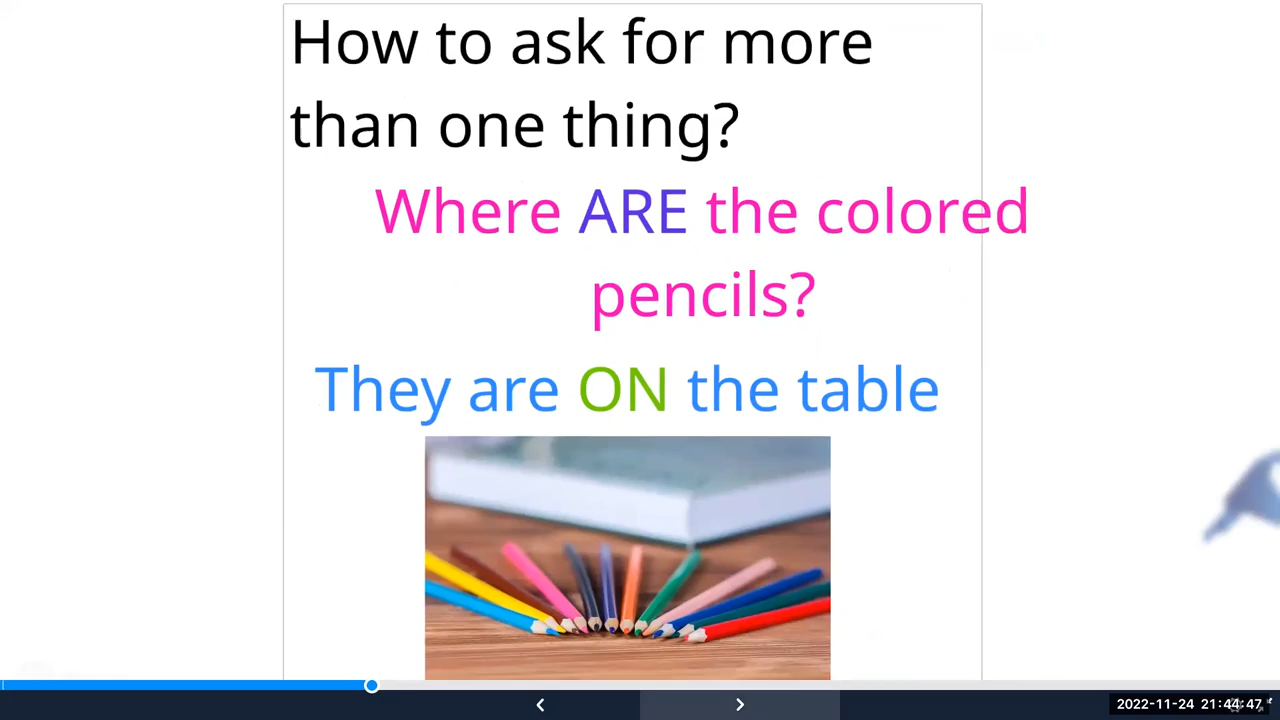 How to ask for more
than one thing?
Where ARE the colored
pencils?
They are ON the table
2022-11-24 21:44:47